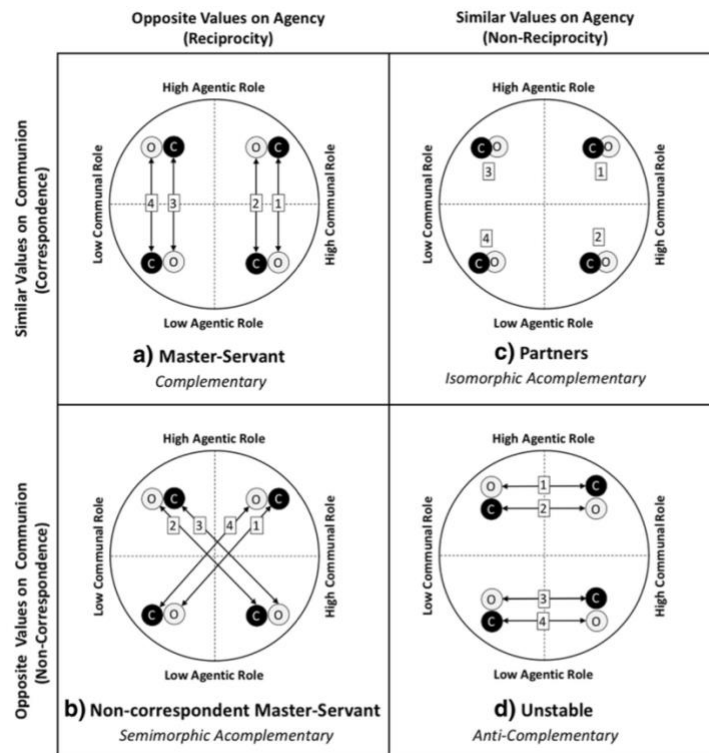 Opposite Values on Agency
(Reciprocity)
Similar Values on Agency
(Non-Reciprocity)
Similar Values on Communion
(Correspondence)
High Agentic Role
Low Communal Role
High Communal Role
O C
O C
4 3
2 1
C O
C O
Low Agentic Role
a) Master-Servant
Complementary
High Agentic Role
Low Communal Role
High Communal Role
C O
C O
3
1
4
2
C O
C O
Low Agentic Role
c) Partners
Isomorphic Acomplementary
Opposite Values on Communion
(Non-Correspondence)
High Agentic Role
Low Communal Role
High Communal Role
O C
O C
2 3 4 1
C O
C O
Low Agentic Role
b) Non-correspondent Master-Servant
Semimorphic Acomplementary
High Agentic Role
Low Communal Role
High Communal Role
O 1 C
C 2 O
O 3 C
C 4 O
Low Agentic Role
d) Unstable
Anti-Complementary